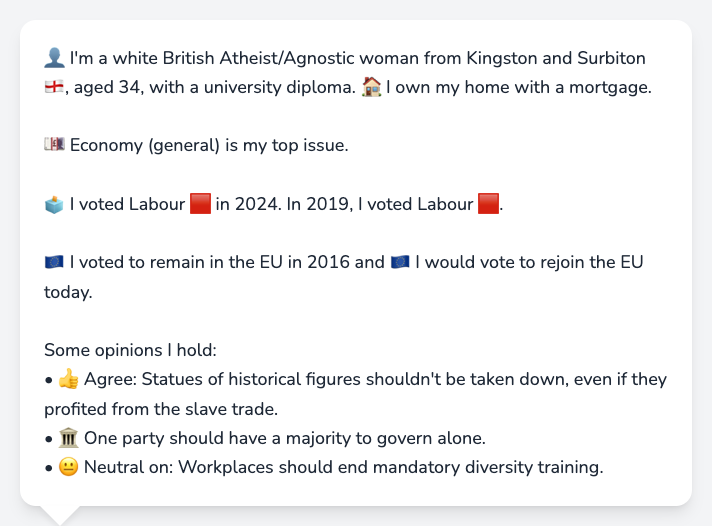 👤 I'm a white British Atheist/Agnostic woman from Kingston and Surbiton
🏴󠁧󠁢󠁥󠁮󠁧󠁿, aged 34, with a university diploma. 🏠 I own my home with a mortgage.
💷 Economy (general) is my top issue.
🗳️ I voted Labour 🟥 in 2024. In 2019, I voted Labour 🟥.
🇪🇺 I voted to remain in the EU in 2016 and 🇪🇺 I would vote to rejoin the EU
today.
Some opinions I hold:
• 👍 Agree: Statues of historical figures shouldn't be taken down, even if they
profited from the slave trade.
• 🏛️ One party should have a majority to govern alone.
• 😐 Neutral on: Workplaces should end mandatory diversity training.